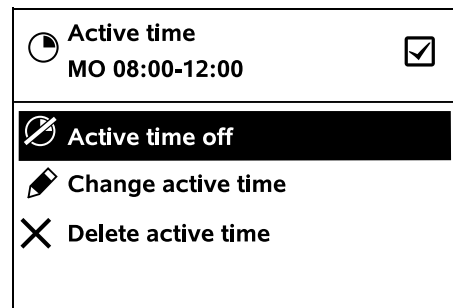 Active time
MO 08:00-12:00
Active time off
Change active time
Delete active time